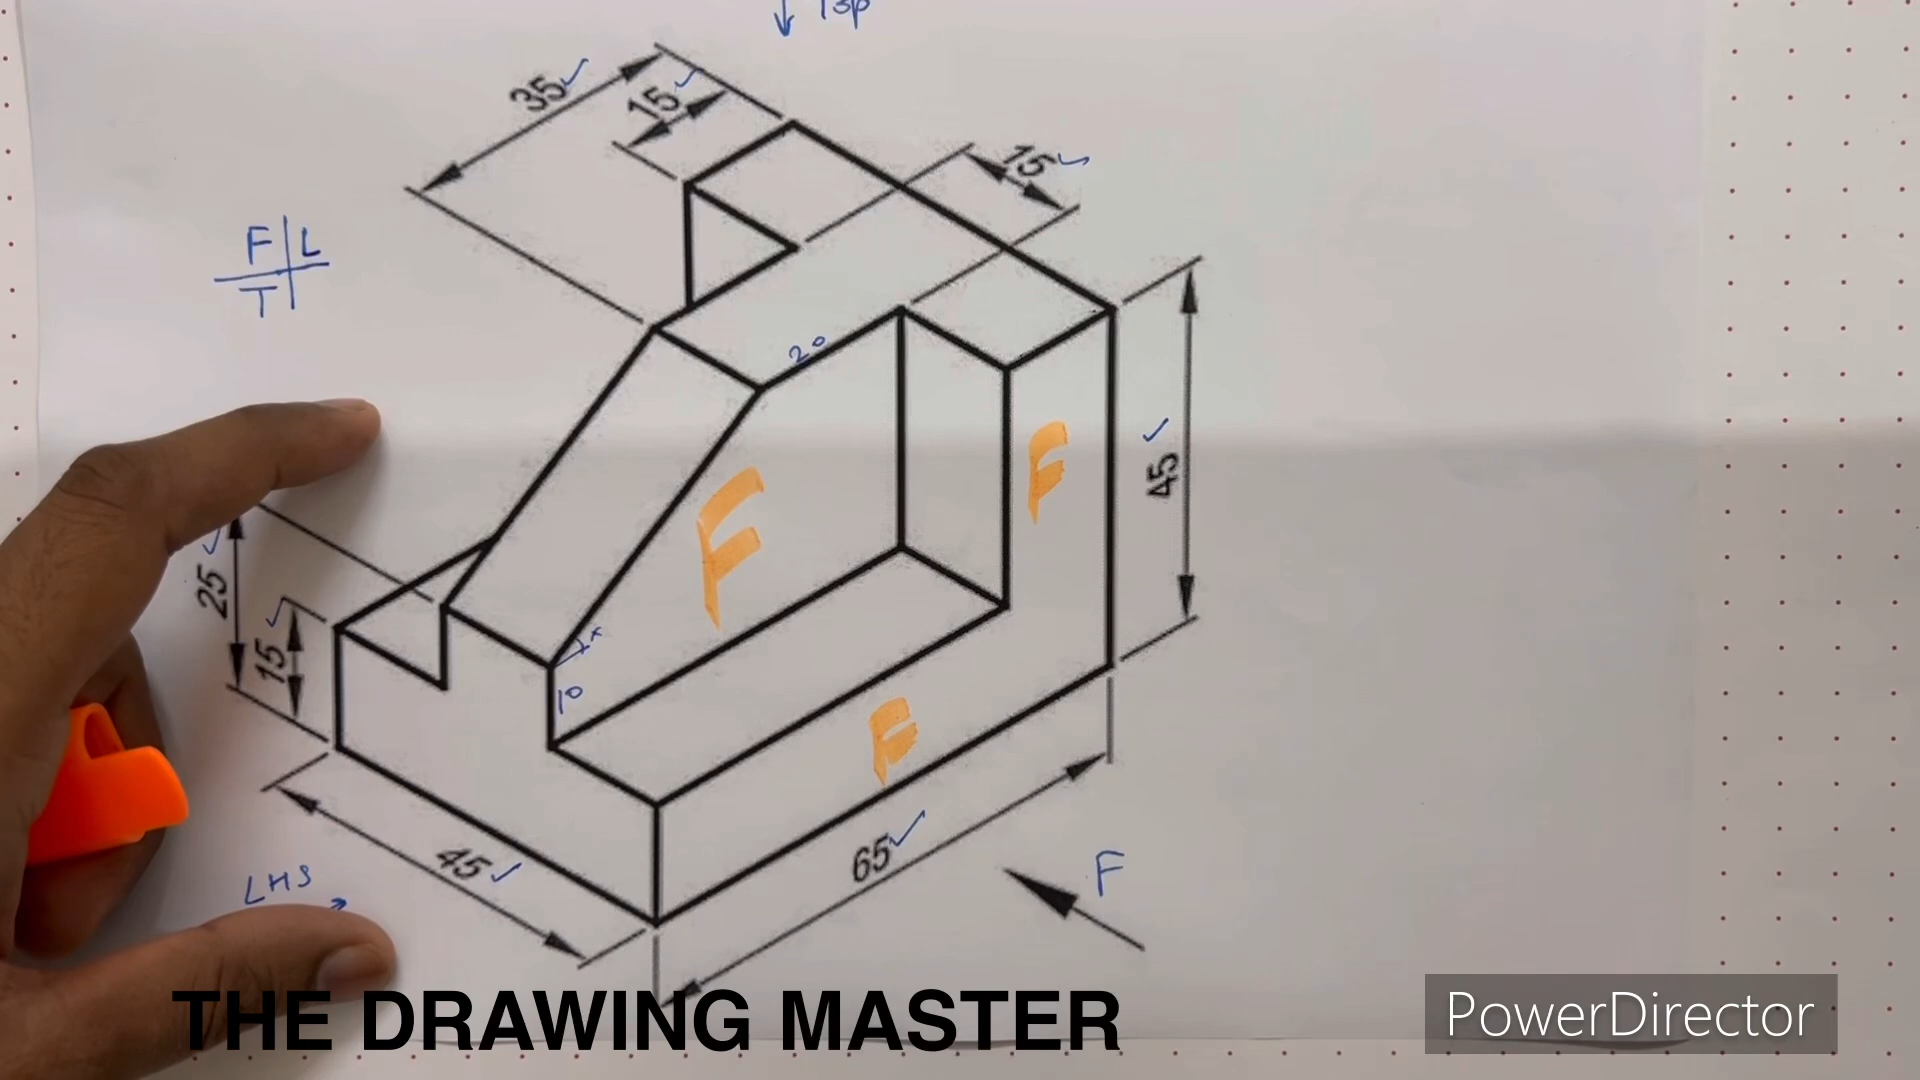 Top
35
15
15
F L
T
20
F
F
45
25
15
x
10
F
65
45
F
LHS
THE DRAWING MASTER
PowerDirector